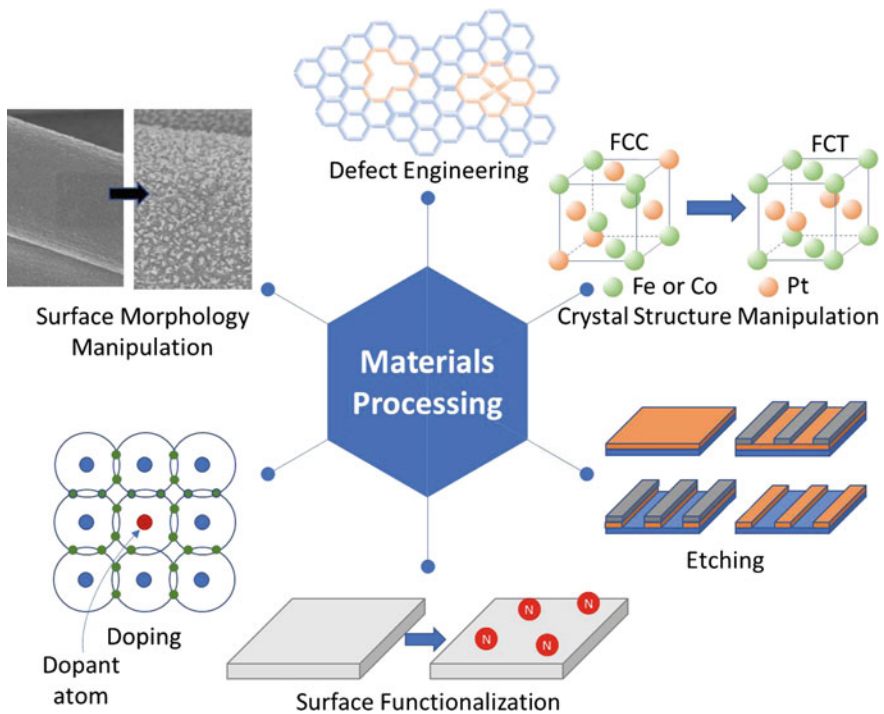 Defect Engineering
FCC
FCT
Fe or Co
Pt
Crystal Structure Manipulation
Surface Morphology
Manipulation
Materials
Processing
Etching
Doping
Dopant
atom
N
N
N
N
Surface Functionalization